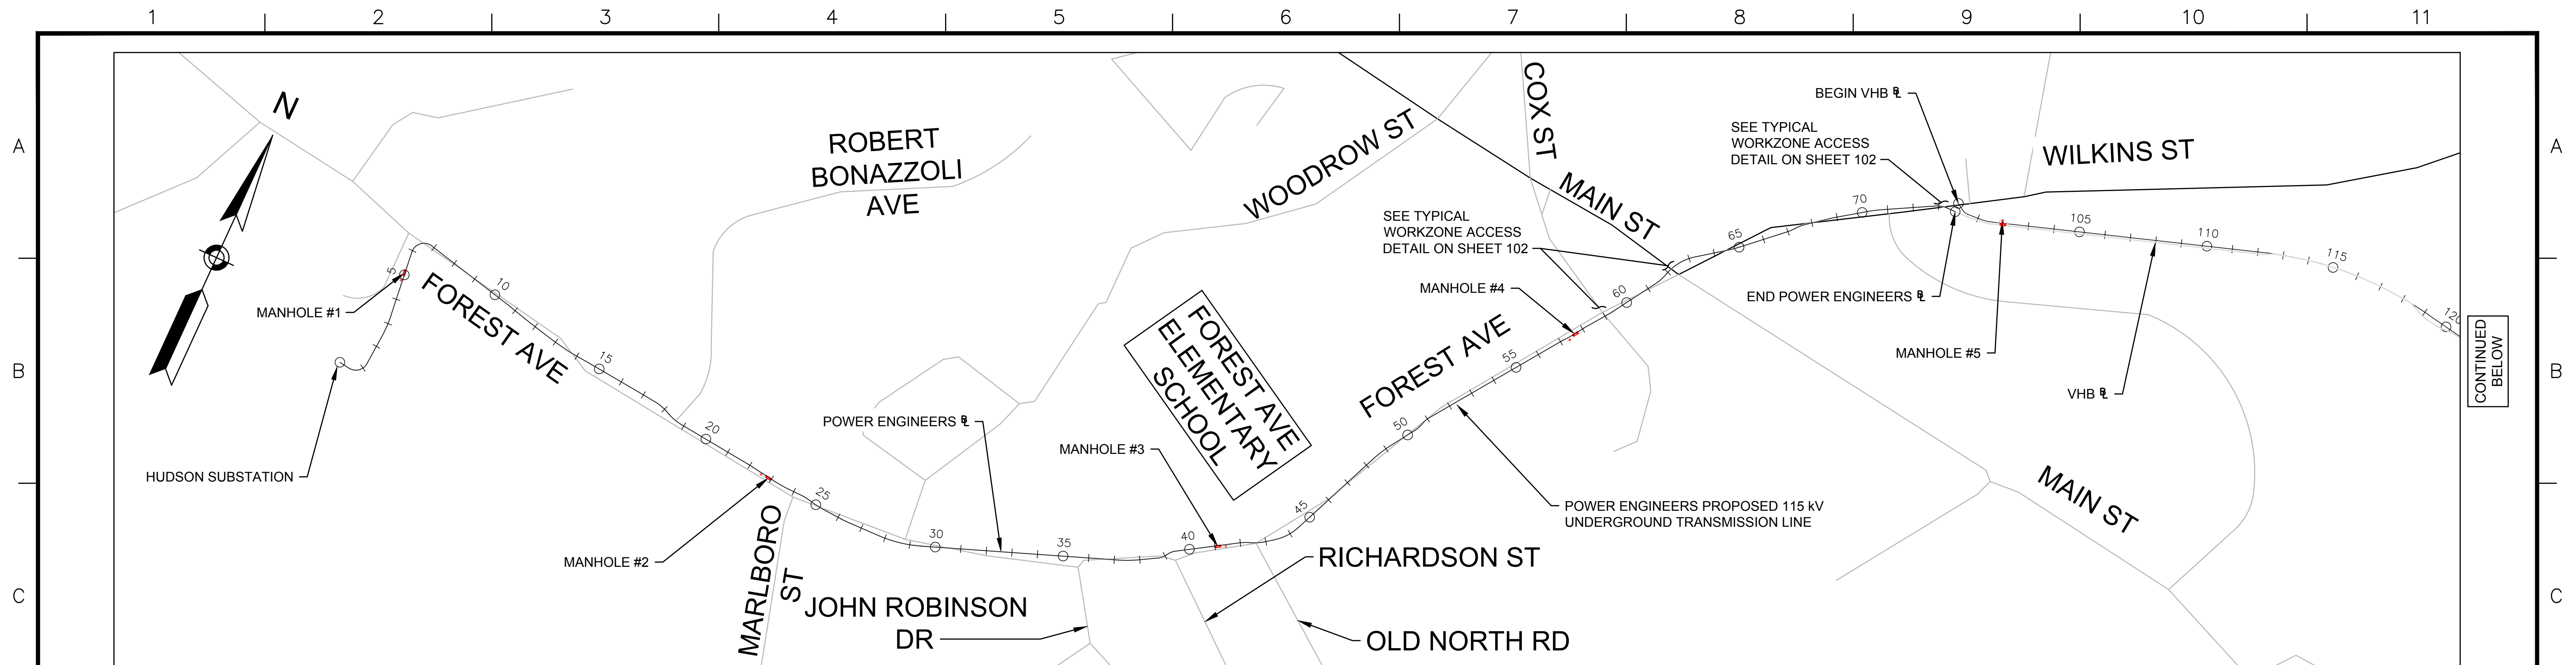 1
2
3
4
5
6
7
8
9
10
11
A
B
C
A
B
C
N
HUDSON SUBSTATION
MANHOLE #1
FOREST AVE
MANHOLE #2
MARLBORO
ST
ROBERT
BONAZZOLI
AVE
POWER ENGINEERS ℄
JOHN ROBINSON
DR
MANHOLE #3
FOREST AVE
ELEMENTARY
SCHOOL
RICHARDSON ST
OLD NORTH RD
WOODROW ST
COX ST
MAIN ST
SEE TYPICAL
WORKZONE ACCESS
DETAIL ON SHEET 102
MANHOLE #4
FOREST AVE
POWER ENGINEERS PROPOSED 115 kV
UNDERGROUND TRANSMISSION LINE
BEGIN VHB ℄
SEE TYPICAL
WORKZONE ACCESS
DETAIL ON SHEET 102
WILKINS ST
END POWER ENGINEERS ℄
MANHOLE #5
VHB ℄
MAIN ST
CONTINUED
BELOW
5
10
15
20
25
30
35
40
45
50
55
60
65
70
105
110
115
120